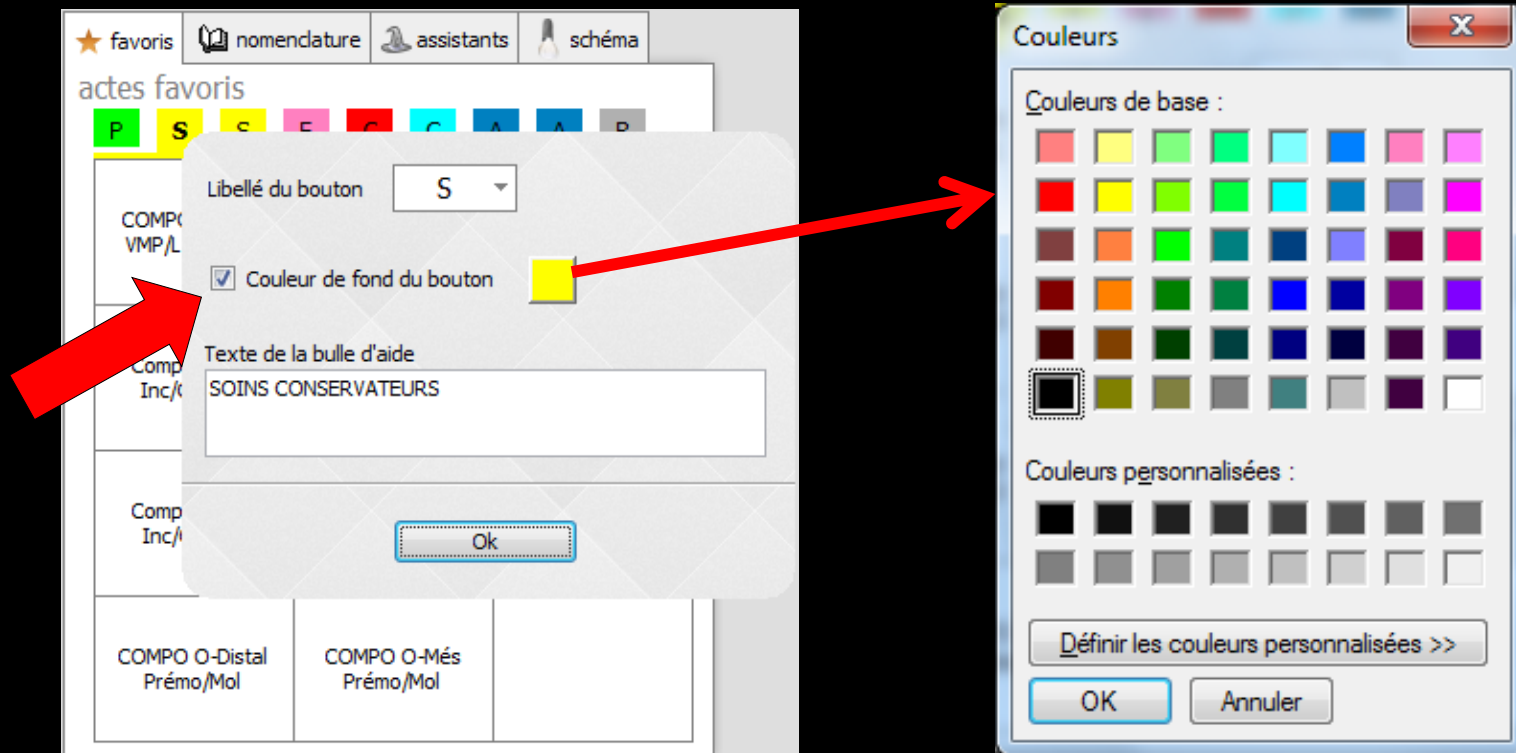 favoris nomenclature assistants schéma
actes favoris
P S S F C C A A B
Libellé du bouton S
COMPO
VMP/L
Couleur de fond du bouton
Texte de la bulle d'aide
Comp
Inc/
SOINS CONSERVATEURS
Comp
Inc/
Ok
COMPO O-Distal
Prémo/Mol
COMPO O-Més
Prémo/Mol
Couleurs
Couleurs de base :
Couleurs personnalisées :
Définir les couleurs personnalisées >>
OK Annuler